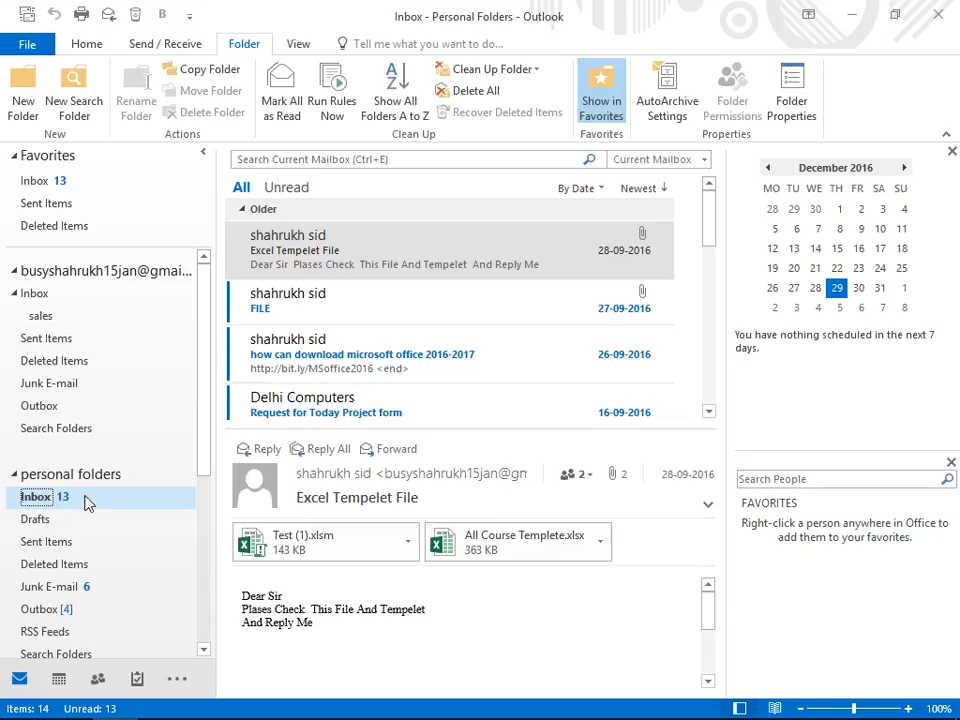 B
Inbox - Personal Folders - Outlook
File Home Send / Receive Folder View Tell me what you want to do...
New Folder
New Search Folder
New
Rename Folder
Copy Folder
Move Folder
Delete Folder
Actions
Mark All as Read
Run Rules Now
A Z
Show All Folders A to Z
Clean Up Folder
Delete All
Recover Deleted Items
Clean Up
Show in Favorites
Favorites
AutoArchive Settings
Folder Permissions
Folder Properties
Properties
Favorites
Inbox 13
Sent Items
Deleted Items
busyshahrukh15jan@gmai...
Inbox
sales
Sent Items
Deleted Items
Junk E-mail
Outbox
Search Folders
personal folders
Inbox 13
Drafts
Sent Items
Deleted Items
Junk E-mail 6
Outbox [4]
RSS Feeds
Search Folders
Search Current Mailbox (Ctrl+E) Current Mailbox
All Unread By Date Newest
Older
shahrukh sid
Excel Tempelet File 28-09-2016
Dear Sir Plases Check This File And Tempelet And Reply Me
shahrukh sid
FILE 27-09-2016
shahrukh sid
how can download microsoft office 2016-2017 26-09-2016
http://bit.ly/MSoffice2016 <end>
Delhi Computers
Request for Today Project form 16-09-2016
Reply Reply All Forward
shahrukh sid <busyshahrukh15jan@gm 2 2 28-09-2016
Excel Tempelet File
Test (1).xlsm
143 KB
All Course Templete.xlsx
363 KB
Dear Sir
Plases Check This File And Tempelet
And Reply Me
December 2016
MO TU WE TH FR SA SU
28 29 30 1 2 3 4
5 6 7 8 9 10 11
12 13 14 15 16 17 18
19 20 21 22 23 24 25
26 27 28 29 30 31 1
2 3 4 5 6 7 8
You have nothing scheduled in the next 7
days.
Search People
FAVORITES
Right-click a person anywhere in Office to
add them to your favorites.
Items: 14 Unread: 13 100%